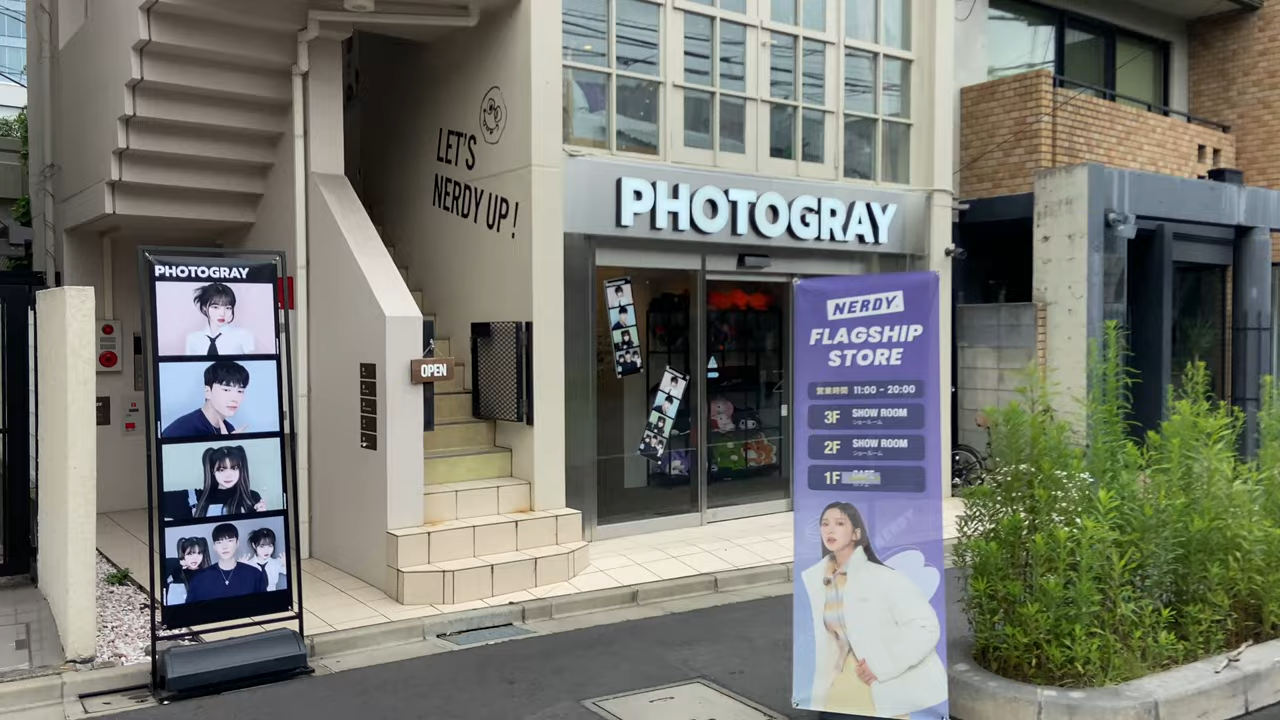 LET'S
NERDY UP!
PHOTOGRAY
PHOTOGRAY
OPEN
NERDY
FLAGSHIP
STORE
営業時間 11:00 - 20:00
3F SHOW ROOM
ショールーム
2F SHOW ROOM
ショールーム
1F
NERDY